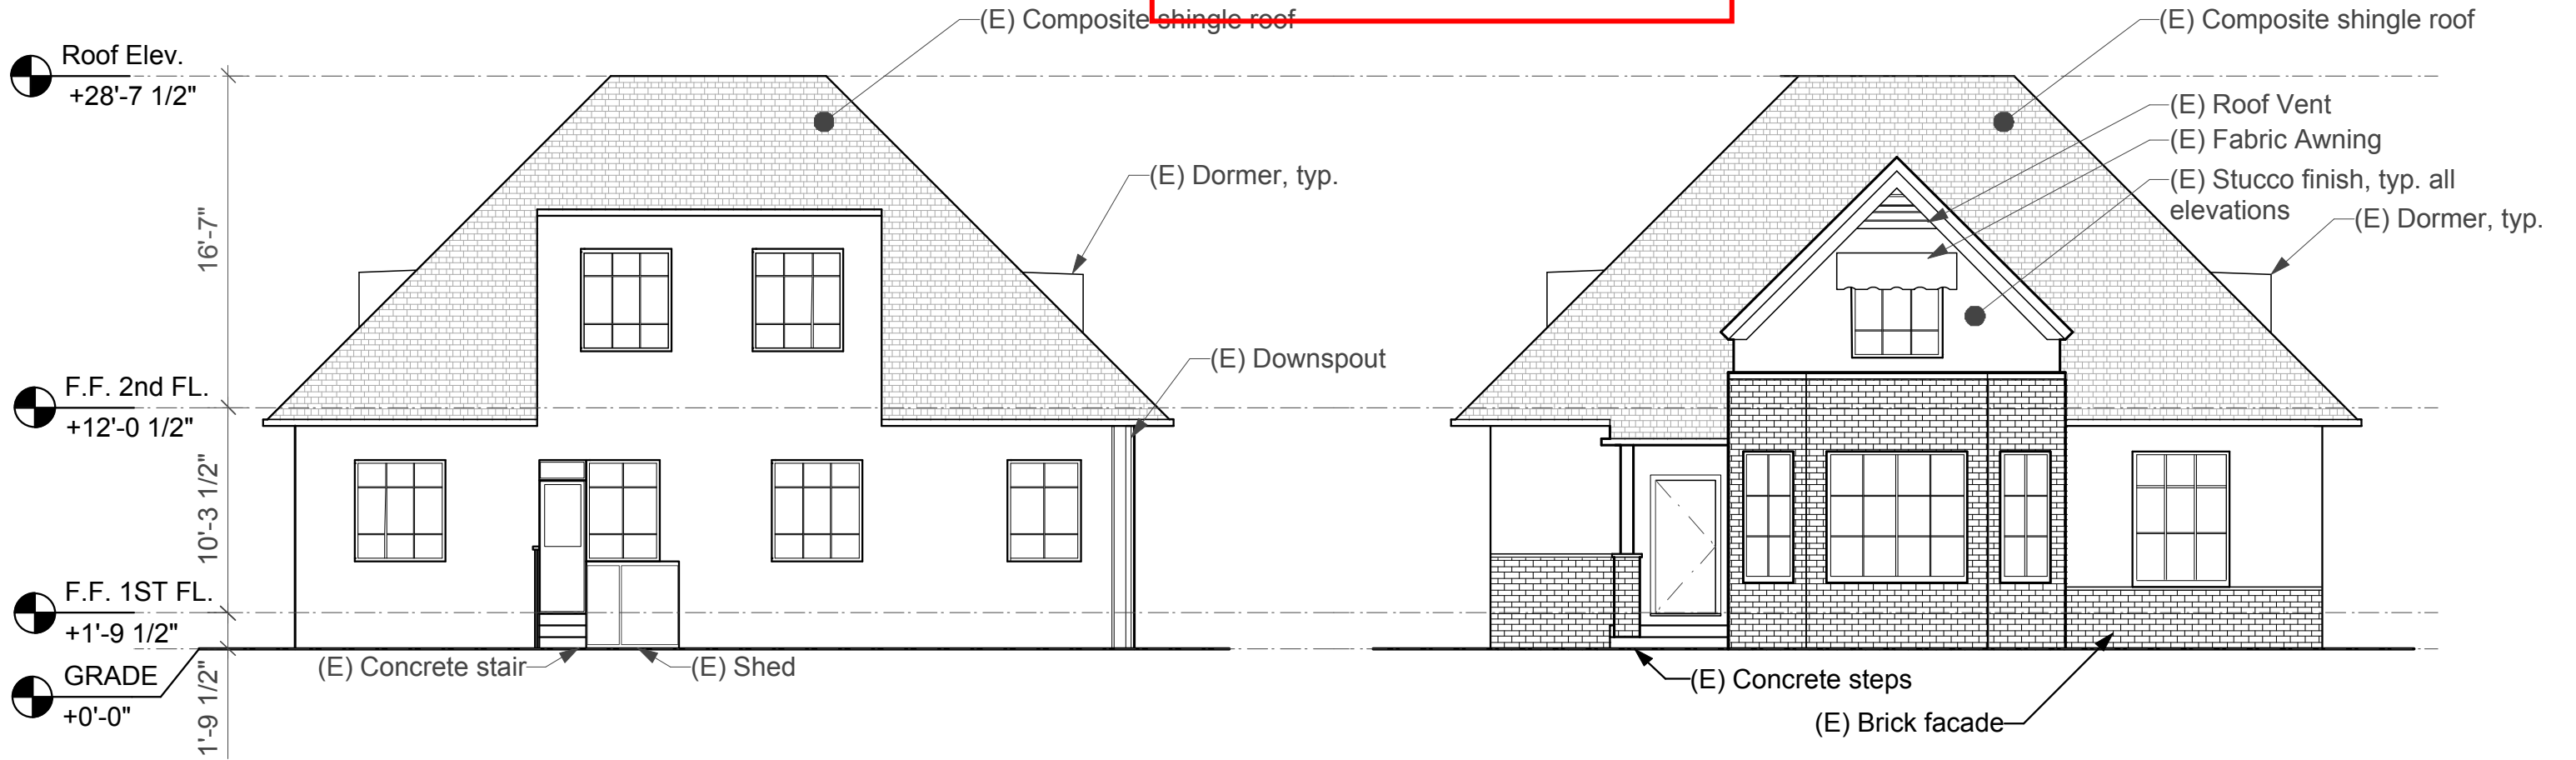 (E) Composite shingle roof
(E) Composite shingle roof
Roof Elev.
+28'-7 1/2"
(E) Roof Vent
(E) Fabric Awning
(E) Stucco finish, typ. all
elevations
(E) Dormer, typ.
(E) Dormer, typ.
16'-7"
(E) Downspout
F.F. 2nd FL.
+12'-0 1/2"
10'-3 1/2"
F.F. 1ST FL.
+1'-9 1/2"
GRADE
+0'-0"
1'-9 1/2"
(E) Concrete stair
(E) Shed
(E) Concrete steps
(E) Brick facade